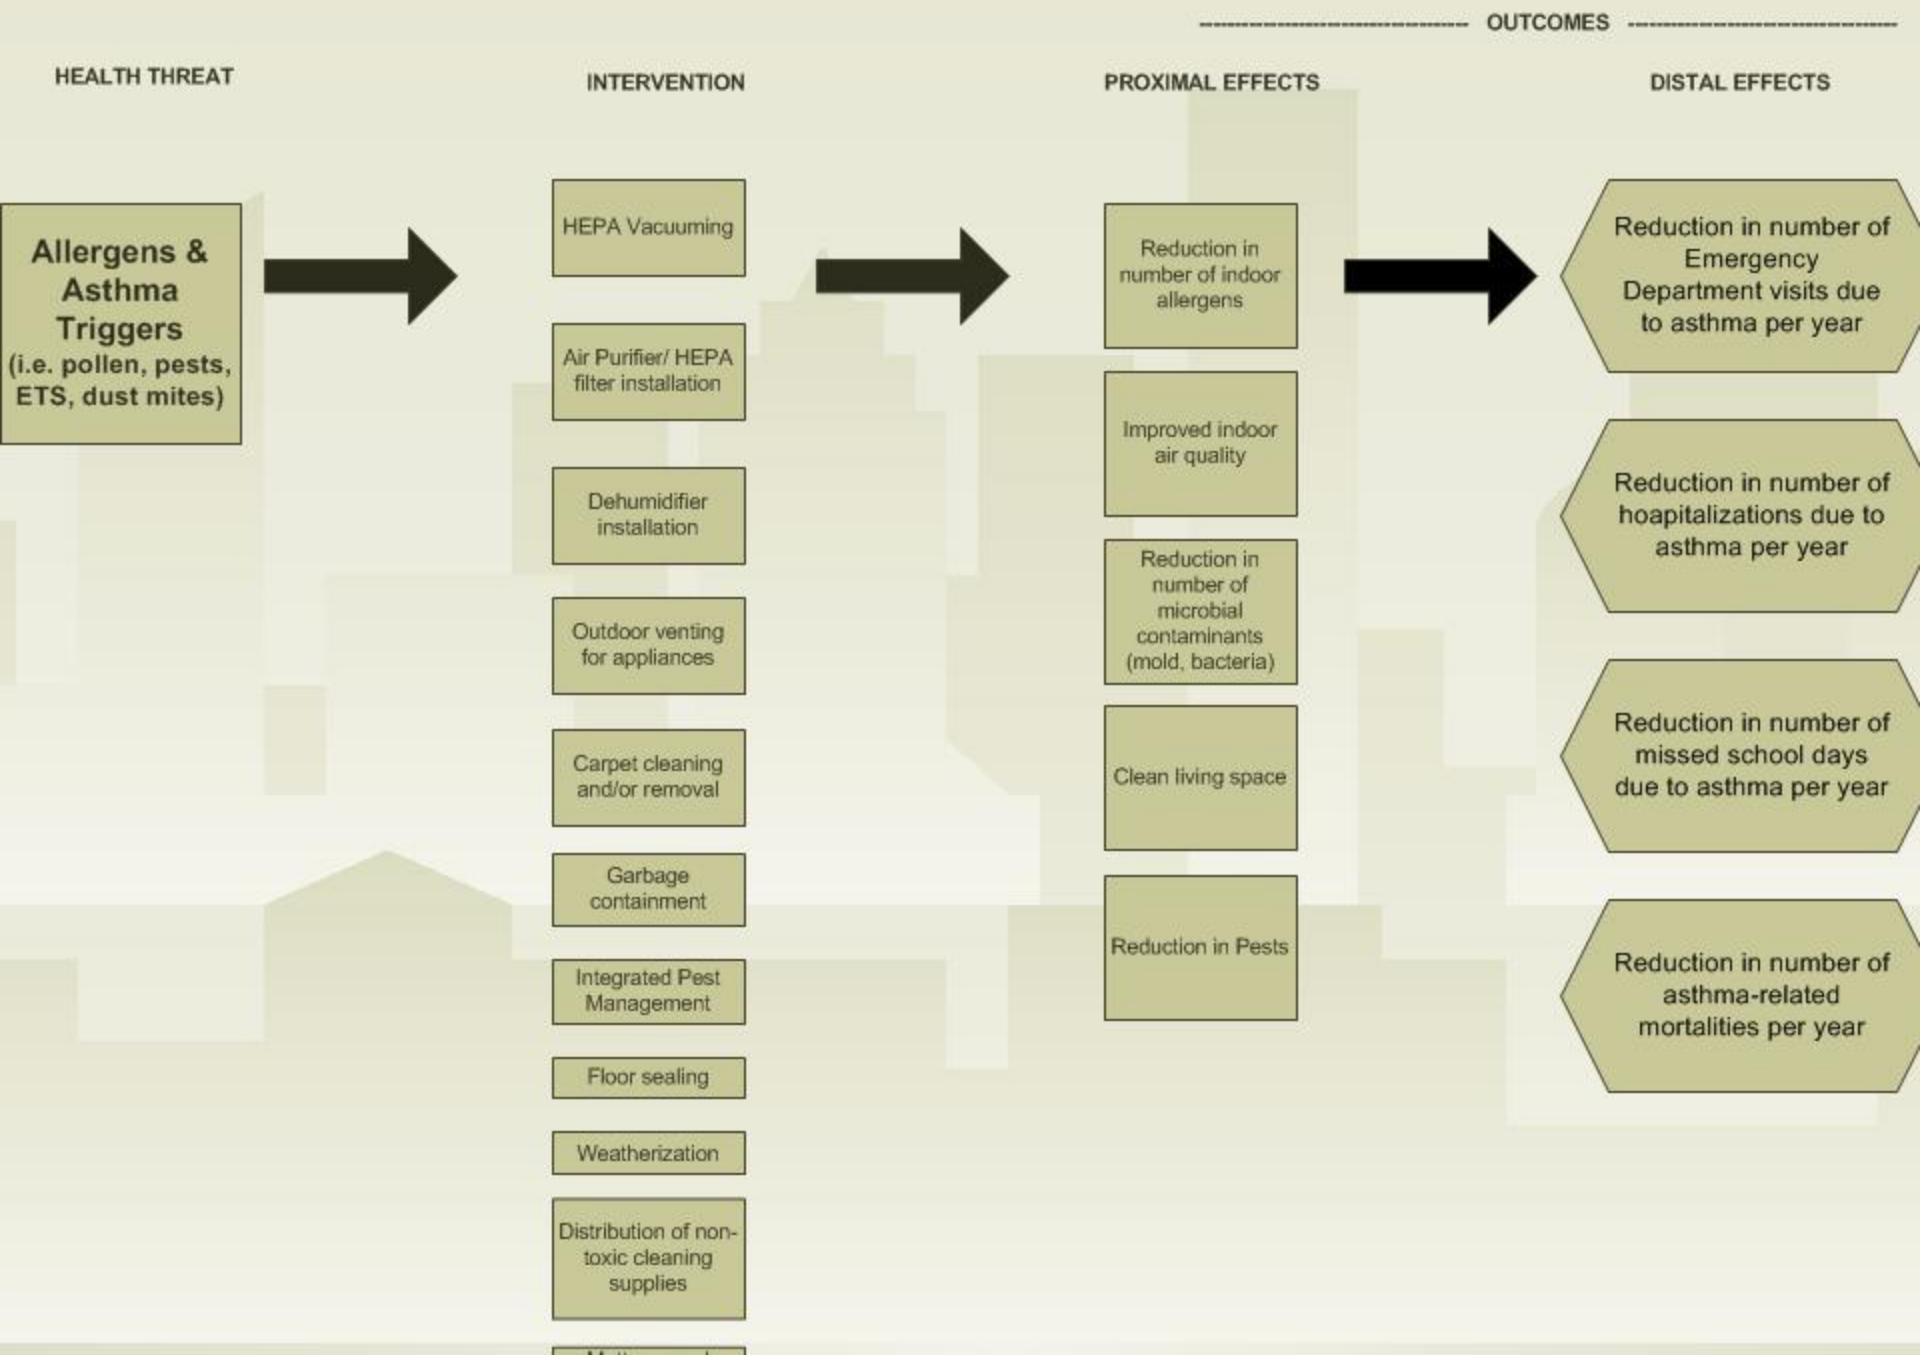 OUTCOMES
HEALTH THREAT
INTERVENTION
PROXIMAL EFFECTS
DISTAL EFFECTS
Allergens &
Asthma
Triggers
(i.e. pollen, pests,
ETS, dust mites)
HEPA Vacuuming
Air Purifier/ HEPA
filter installation
Dehumidifier
installation
Outdoor venting
for appliances
Carpet cleaning
and/or removal
Garbage
containment
Integrated Pest
Management
Floor sealing
Weatherization
Distribution of non-
toxic cleaning
supplies
Reduction in
number of indoor
allergens
Improved indoor
air quality
Reduction in
number of
microbial
contaminants
(mold, bacteria)
Clean living space
Reduction in Pests
Reduction in number of
Emergency
Department visits due
to asthma per year
Reduction in number of
hoapitalizations due to
asthma per year
Reduction in number of
missed school days
due to asthma per year
Reduction in number of
asthma-related
mortalities per year